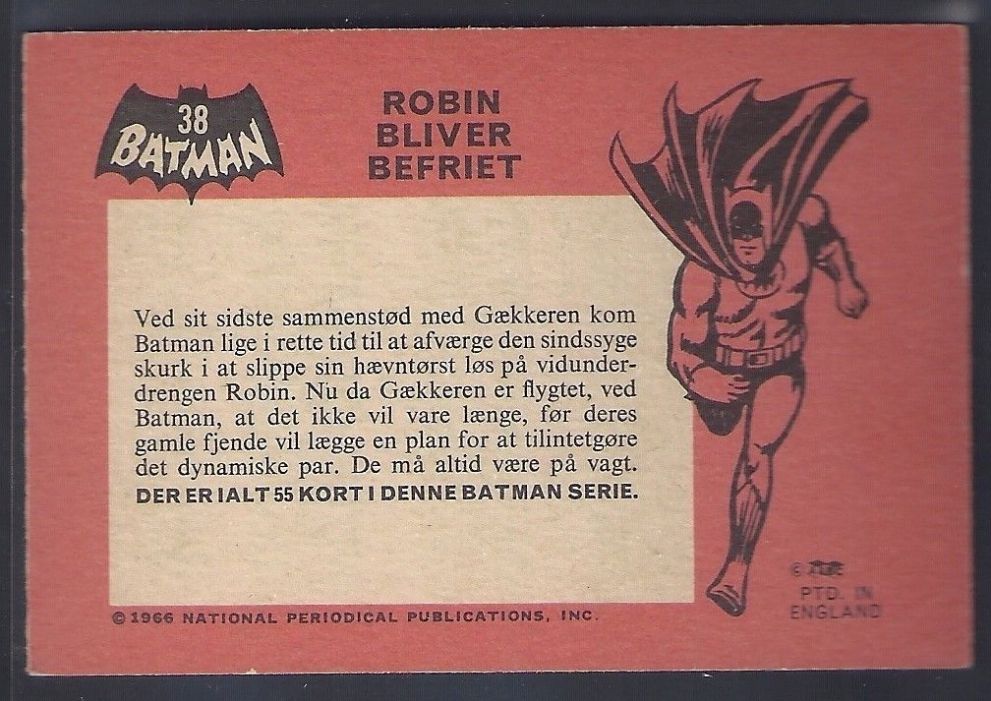 38
BATMAN
ROBIN
BLIVER
BEFRIET
Ved sit sidste sammenstød med Gækkeren kom
Batman lige i rette tid til at afværge den sindssyge
skurk i at slippe sin hævntørst løs på vidunder-
drengen Robin. Nu da Gækkeren er flygtet, ved
Batman, at det ikke vil vare længe, før deres
gamle fjende vil lægge en plan for at tilintetgøre
det dynamiske par. De må altid være på vagt.
DER ER IALT 55 KORT I DENNE BATMAN SERIE.
© 1966 NATIONAL PERIODICAL PUBLICATIONS, INC.
©
PTD. IN
ENGLAND